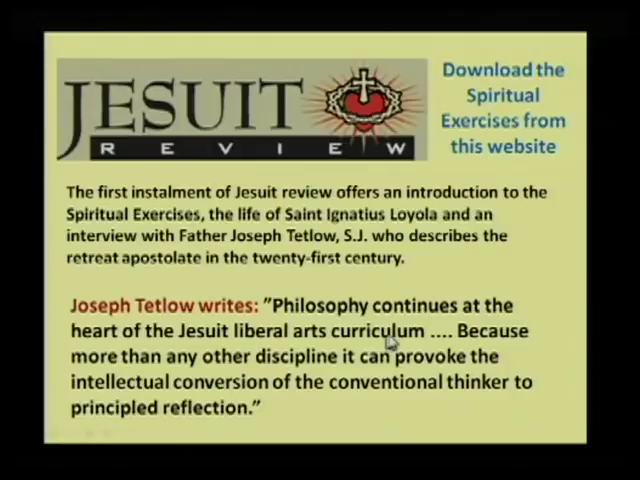 JESUIT
REVIEW
Download the
Spiritual
Exercises from
this website
The first instalment of Jesuit review offers an introduction to the
Spiritual Exercises, the life of Saint Ignatius Loyola and an
interview with Father Joseph Tetlow, S.J. who describes the
retreat apostolate in the twenty-first century.
Joseph Tetlow writes: ”Philosophy continues at the
heart of the Jesuit liberal arts curriculum .... Because
more than any other discipline it can provoke the
intellectual conversion of the conventional thinker to
principled reflection.”